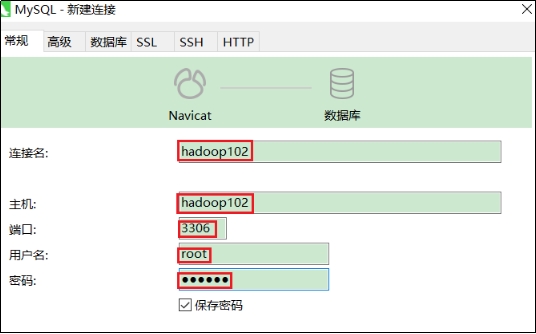 MySQL - 新建连接
常规 高级 数据库 SSL SSH HTTP
Navicat 数据库
连接名: hadoop102
主机: hadoop102
端口: 3306
用户名: root
密码: ●●●●●●
保存密码